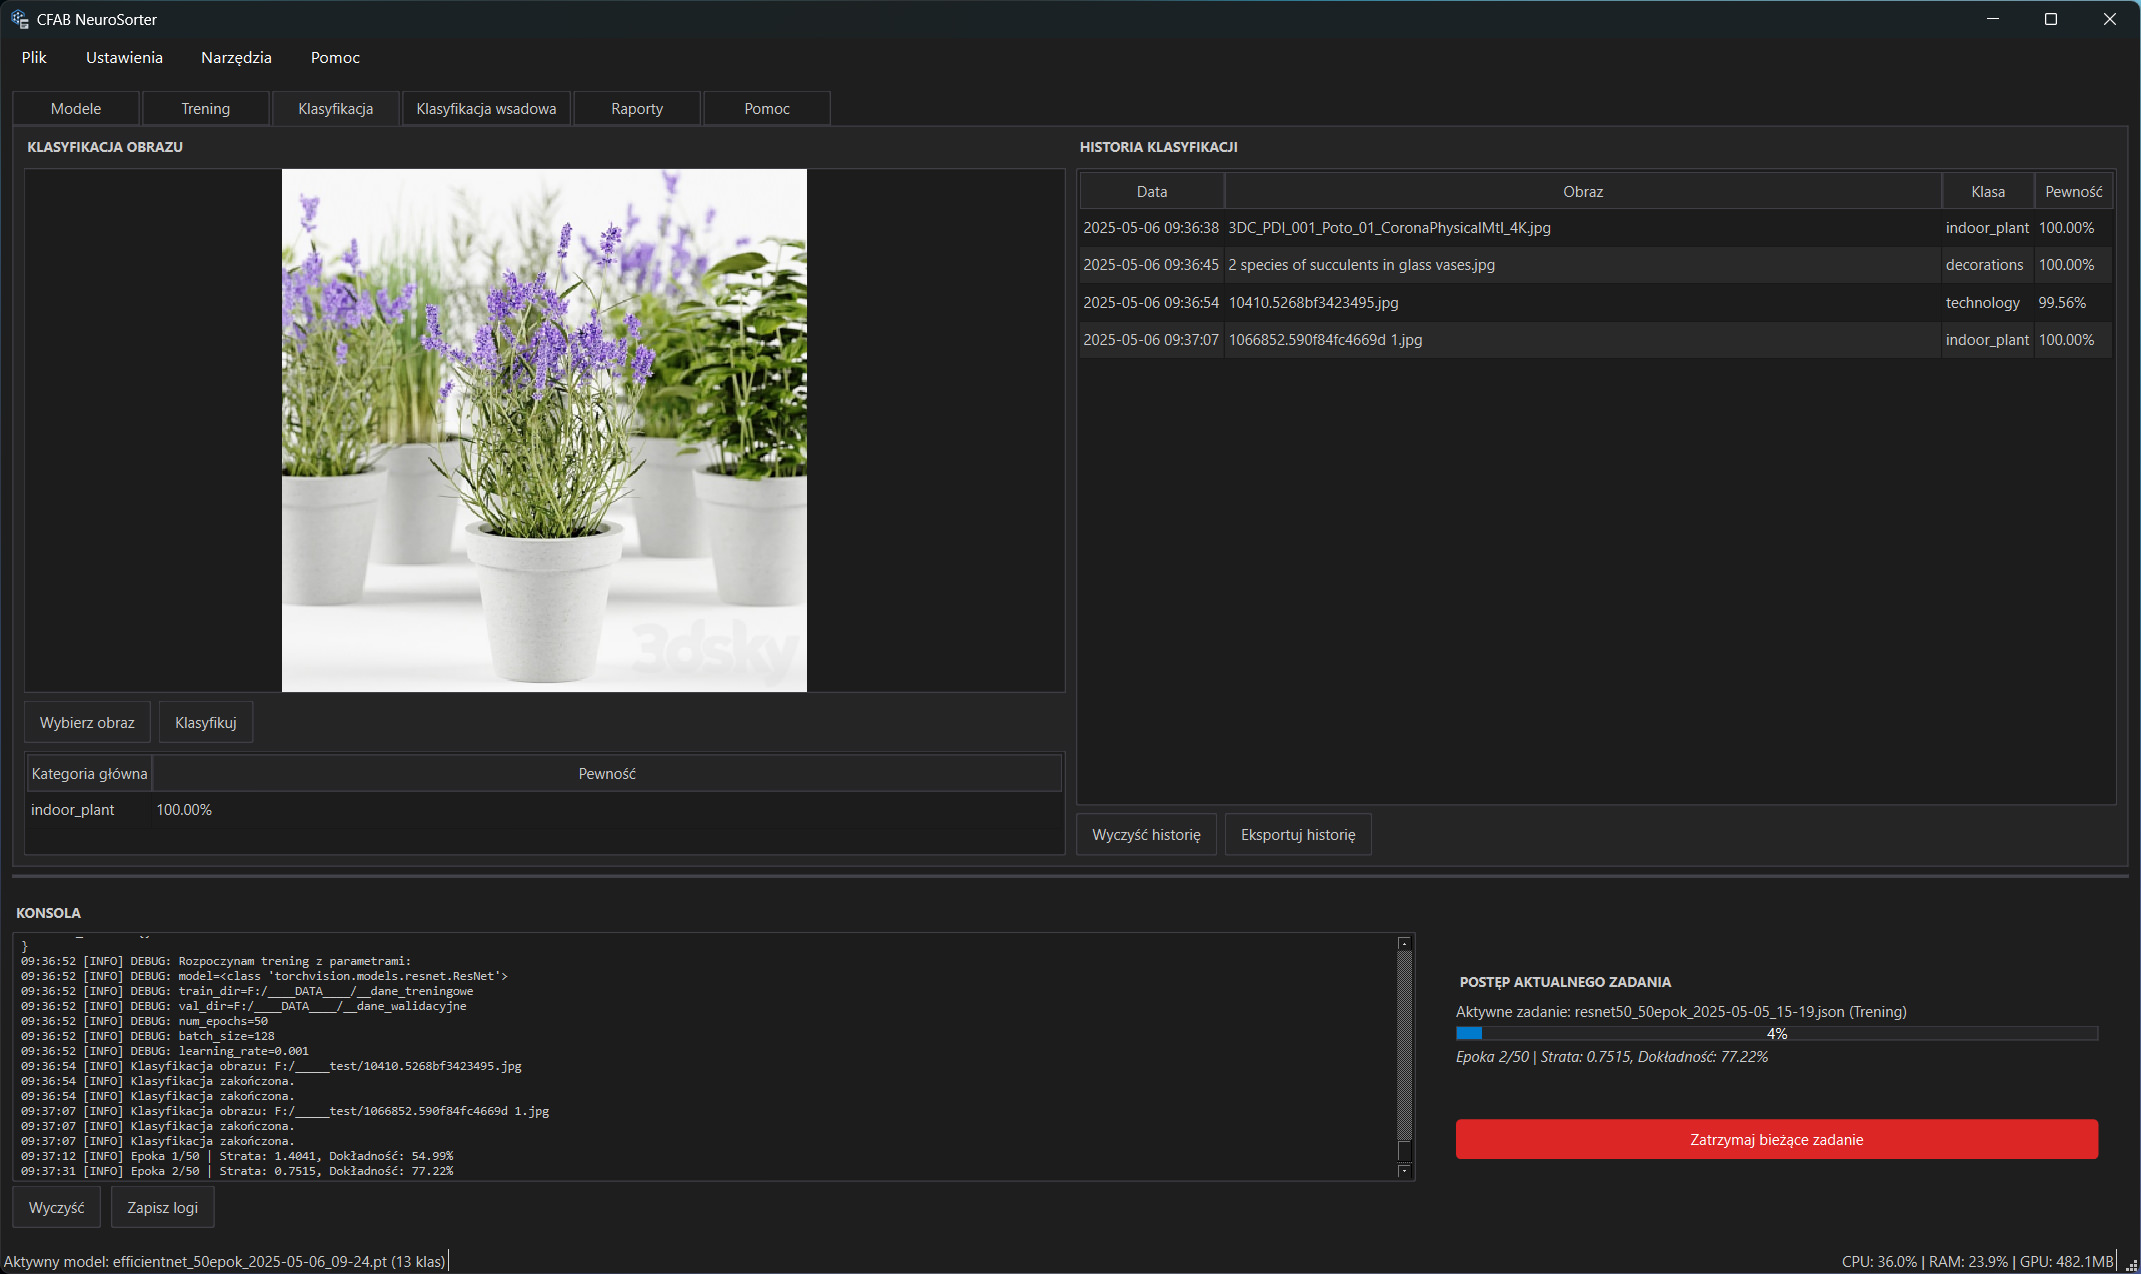 CFAB NeuroSorter
Plik Ustawienia Narzędzia Pomoc
Modele Trening Klasyfikacja Klasyfikacja wsadowa Raporty Pomoc
KLASYFIKACJA OBRAZU
3dsky
Wybierz obraz Klasyfikuj
Kategoria główna Pewność
indoor_plant 100.00%
HISTORIA KLASYFIKACJI
Data Obraz Klasa Pewność
2025-05-06 09:36:38 3DC_PDI_001_Poto_01_CoronaPhysicalMtl_4K.jpg indoor_plant 100.00%
2025-05-06 09:36:45 2 species of succulents in glass vases.jpg decorations 100.00%
2025-05-06 09:36:54 10410.5268bf3423495.jpg technology 99.56%
2025-05-06 09:37:07 1066852.590f84fc4669d 1.jpg indoor_plant 100.00%
Wyczyść historię Eksportuj historię
KONSOLA
}
09:36:52 [INFO] DEBUG: Rozpoczynam trening z parametrami:
09:36:52 [INFO] DEBUG: model=<class 'torchvision.models.resnet.ResNet'>
09:36:52 [INFO] DEBUG: train_dir=F:/____DATA____/__dane_treningowe
09:36:52 [INFO] DEBUG: val_dir=F:/____DATA____/__dane_walidacyjne
09:36:52 [INFO] DEBUG: num_epochs=50
09:36:52 [INFO] DEBUG: batch_size=128
09:36:52 [INFO] DEBUG: learning_rate=0.001
09:36:54 [INFO] Klasyfikacja obrazu: F:/_____test/10410.5268bf3423495.jpg
09:36:54 [INFO] Klasyfikacja zakończona.
09:36:54 [INFO] Klasyfikacja zakończona.
09:37:07 [INFO] Klasyfikacja obrazu: F:/_____test/1066852.590f84fc4669d 1.jpg
09:37:07 [INFO] Klasyfikacja zakończona.
09:37:07 [INFO] Klasyfikacja zakończona.
09:37:12 [INFO] Epoka 1/50 | Strata: 1.4041, Dokładność: 54.99%
09:37:31 [INFO] Epoka 2/50 | Strata: 0.7515, Dokładność: 77.22%
Wyczyść Zapisz logi
POSTĘP AKTUALNEGO ZADANIA
Aktywne zadanie: resnet50_50epok_2025-05-05_15-19.json (Trening)
4%
Epoka 2/50 | Strata: 0.7515, Dokładność: 77.22%
Zatrzymaj bieżące zadanie
Aktywny model: efficientnet_50epok_2025-05-06_09-24.pt (13 klas)
CPU: 36.0% | RAM: 23.9% | GPU: 482.1MB